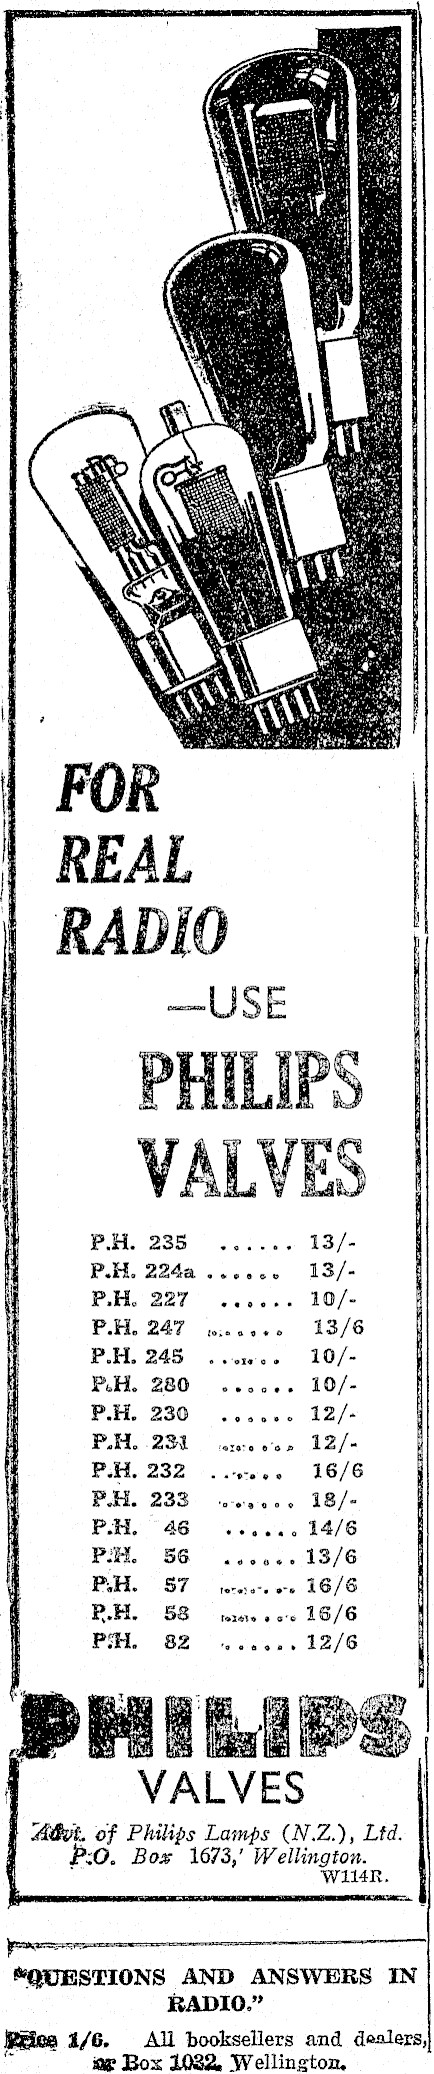 FOR
REAL
RADIO
—USE
PHILIPS
VALVES
P.H. 235 ...... 13/-
P.H. 224a ...... 13/-
P.H. 227 ...... 10/-
P.H. 247 ...... 13/6
P.H. 245 ...... 10/-
P.H. 280 ...... 10/-
P.H. 230 ...... 12/-
P.H. 231 ...... 12/-
P.H. 232 ...... 16/6
P.H. 233 ...... 18/-
P.H. 46 ...... 14/6
P.H. 56 ...... 13/6
P.H. 57 ...... 16/6
P.H. 58 ...... 16/6
P.H. 82 ...... 12/6
PHILIPS
VALVES
Advt. of Philips Lamps (N.Z.), Ltd.
P.O. Box 1673, Wellington.
W114R.
"QUESTIONS AND ANSWERS IN
RADIO."
Price 1/6. All booksellers and dealers,
or Box 1032, Wellington.